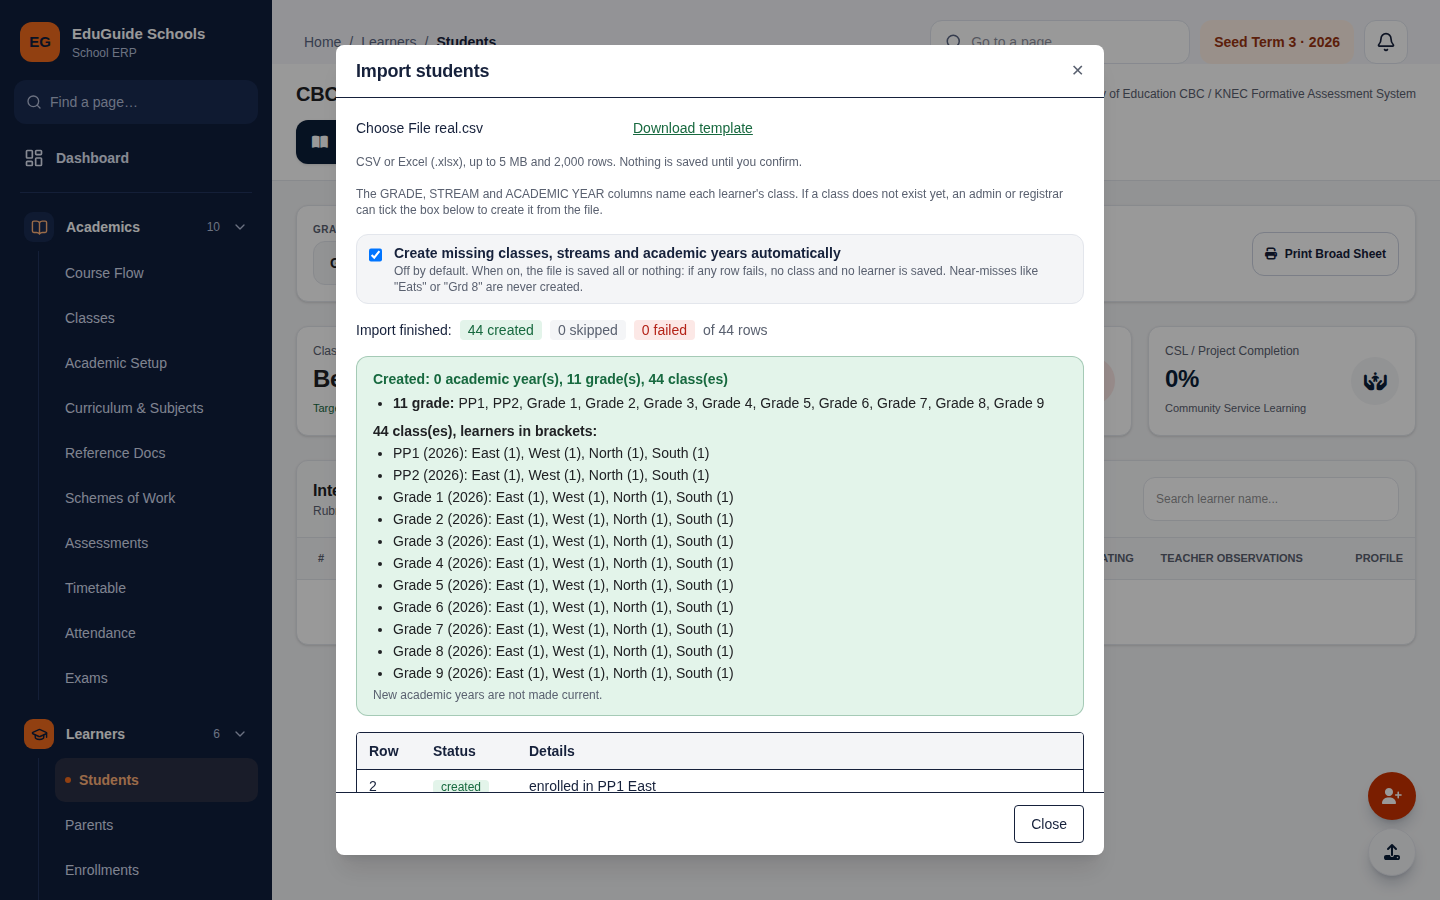 EG
EduGuide Schools
School ERP
Find a page…
Dashboard
Academics 10
Course Flow
Classes
Academic Setup
Curriculum & Subjects
Reference Docs
Schemes of Work
Assessments
Timetable
Attendance
Exams
Learners 6
Students
Parents
Enrollments
Home / Learners / Students
Go to a page
Seed Term 3 · 2026
CBC
of Education CBC / KNEC Formative Assessment System
GRA
Print Broad Sheet
Clas
Be
Targ
CSL / Project Completion
0%
Community Service Learning
Inte
Rub
Search learner name...
# ATING TEACHER OBSERVATIONS PROFILE
Import students
Choose File real.csv Download template
CSV or Excel (.xlsx), up to 5 MB and 2,000 rows. Nothing is saved until you confirm.
The GRADE, STREAM and ACADEMIC YEAR columns name each learner's class. If a class does not exist yet, an admin or registrar
can tick the box below to create it from the file.
Create missing classes, streams and academic years automatically
Off by default. When on, the file is saved all or nothing: if any row fails, no class and no learner is saved. Near-misses like
"Eats" or "Grd 8" are never created.
Import finished: 44 created 0 skipped 0 failed of 44 rows
Created: 0 academic year(s), 11 grade(s), 44 class(es)
• 11 grade: PP1, PP2, Grade 1, Grade 2, Grade 3, Grade 4, Grade 5, Grade 6, Grade 7, Grade 8, Grade 9
44 class(es), learners in brackets:
• PP1 (2026): East (1), West (1), North (1), South (1)
• PP2 (2026): East (1), West (1), North (1), South (1)
• Grade 1 (2026): East (1), West (1), North (1), South (1)
• Grade 2 (2026): East (1), West (1), North (1), South (1)
• Grade 3 (2026): East (1), West (1), North (1), South (1)
• Grade 4 (2026): East (1), West (1), North (1), South (1)
• Grade 5 (2026): East (1), West (1), North (1), South (1)
• Grade 6 (2026): East (1), West (1), North (1), South (1)
• Grade 7 (2026): East (1), West (1), North (1), South (1)
• Grade 8 (2026): East (1), West (1), North (1), South (1)
• Grade 9 (2026): East (1), West (1), North (1), South (1)
New academic years are not made current.
Row Status Details
2 created enrolled in PP1 East
Close